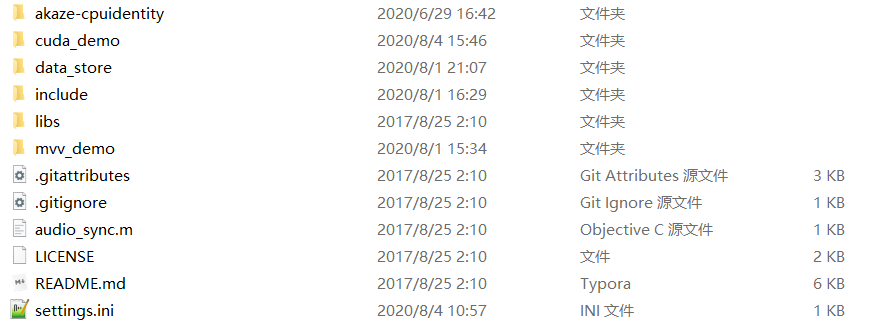 akaze-cpuidentity 2020/6/29 16:42 文件夹
cuda_demo 2020/8/4 15:46 文件夹
data_store 2020/8/1 21:07 文件夹
include 2020/8/1 16:29 文件夹
libs 2017/8/25 2:10 文件夹
mvv_demo 2020/8/1 15:34 文件夹
.gitattributes 2017/8/25 2:10 Git Attributes 源文件 3 KB
.gitignore 2017/8/25 2:10 Git Ignore 源文件 1 KB
audio_sync.m 2017/8/25 2:10 Objective C 源文件 1 KB
LICENSE 2017/8/25 2:10 文件 2 KB
README.md 2017/8/25 2:10 Typora 6 KB
settings.ini 2020/8/4 10:57 INI 文件 1 KB